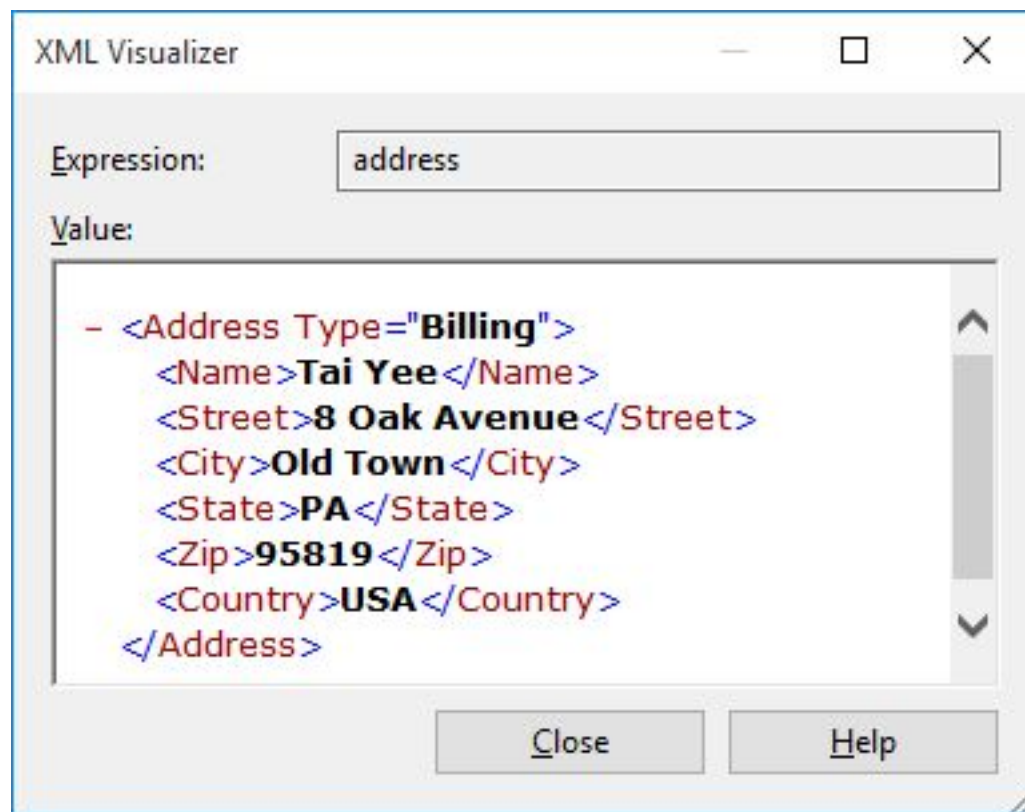 XML Visualizer
Expression: address
Value:
- <Address Type="Billing">
<Name>Tai Yee</Name>
<Street>8 Oak Avenue</Street>
<City>Old Town</City>
<State>PA</State>
<Zip>95819</Zip>
<Country>USA</Country>
</Address>
Close Help